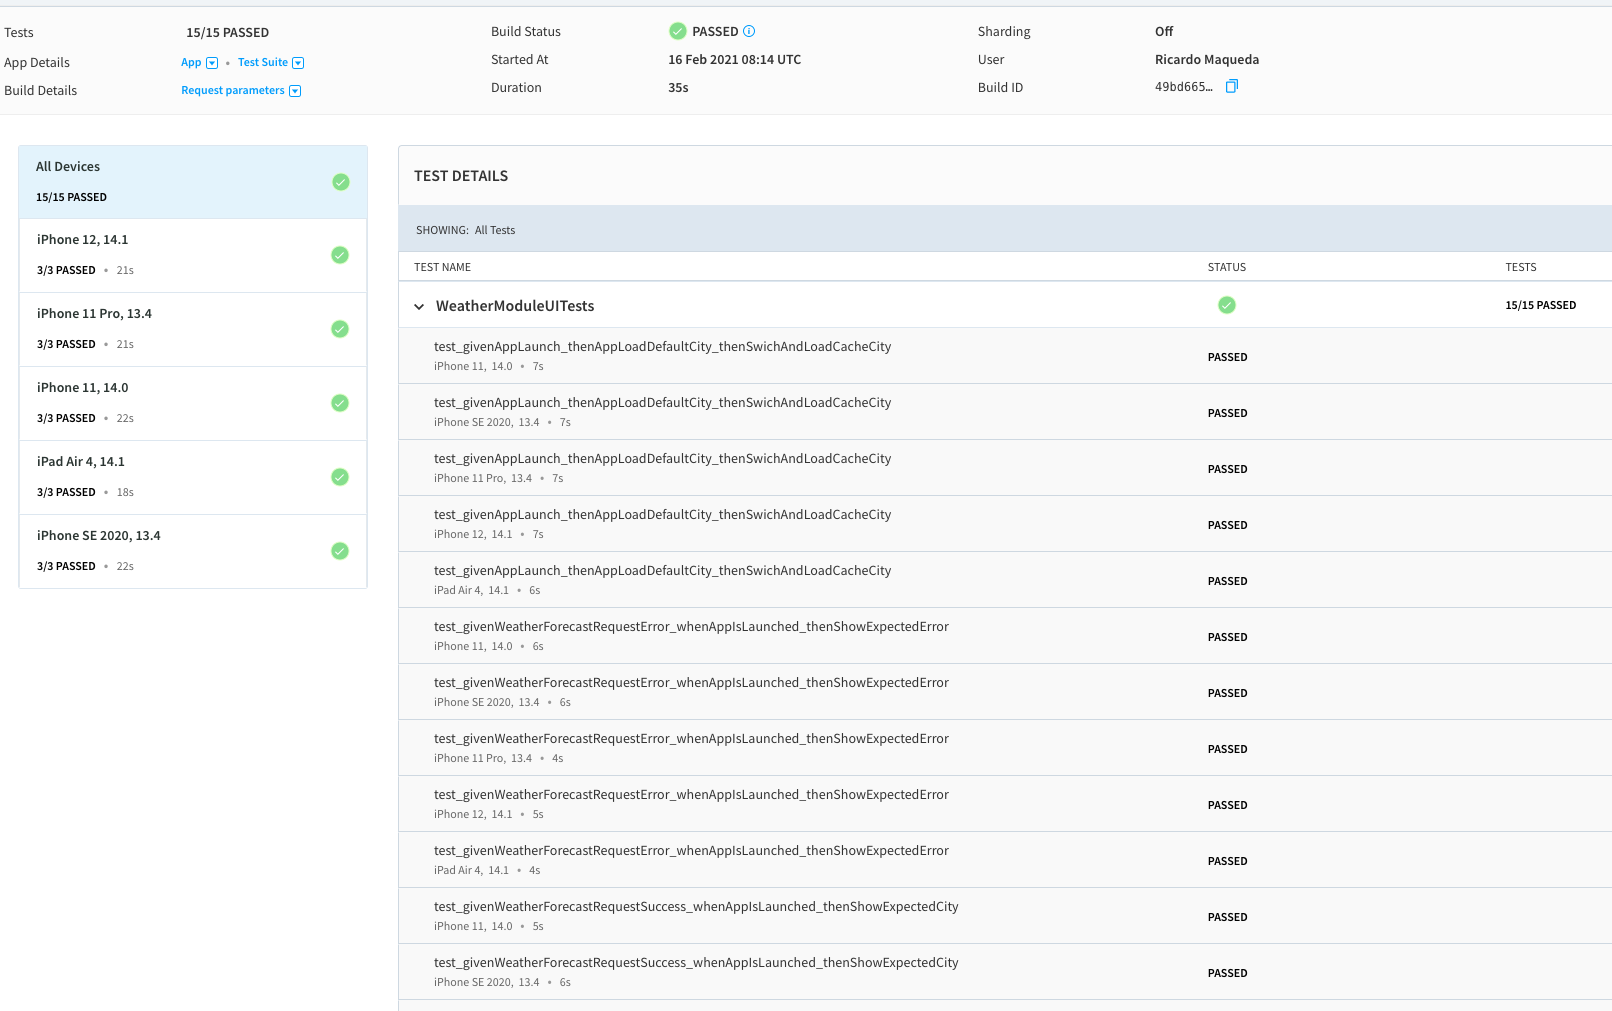 Tests 15/15 PASSED
App Details App • Test Suite
Build Details Request parameters
Build Status PASSED
Started At 16 Feb 2021 08:14 UTC
Duration 35s
Sharding Off
User Ricardo Maqueda
Build ID 49bd665...
All Devices
15/15 PASSED
iPhone 12, 14.1
3/3 PASSED • 21s
iPhone 11 Pro, 13.4
3/3 PASSED • 21s
iPhone 11, 14.0
3/3 PASSED • 22s
iPad Air 4, 14.1
3/3 PASSED • 18s
iPhone SE 2020, 13.4
3/3 PASSED • 22s
TEST DETAILS
SHOWING: All Tests
TEST NAME STATUS TESTS
WeatherModuleUITests 15/15 PASSED
test_givenAppLaunch_thenAppLoadDefaultCity_thenSwichAndLoadCacheCity
iPhone 11, 14.0 • 7s
PASSED
test_givenAppLaunch_thenAppLoadDefaultCity_thenSwichAndLoadCacheCity
iPhone SE 2020, 13.4 • 7s
PASSED
test_givenAppLaunch_thenAppLoadDefaultCity_thenSwichAndLoadCacheCity
iPhone 11 Pro, 13.4 • 7s
PASSED
test_givenAppLaunch_thenAppLoadDefaultCity_thenSwichAndLoadCacheCity
iPhone 12, 14.1 • 7s
PASSED
test_givenAppLaunch_thenAppLoadDefaultCity_thenSwichAndLoadCacheCity
iPad Air 4, 14.1 • 6s
PASSED
test_givenWeatherForecastRequestError_whenAppIsLaunched_thenShowExpectedError
iPhone 11, 14.0 • 6s
PASSED
test_givenWeatherForecastRequestError_whenAppIsLaunched_thenShowExpectedError
iPhone SE 2020, 13.4 • 6s
PASSED
test_givenWeatherForecastRequestError_whenAppIsLaunched_thenShowExpectedError
iPhone 11 Pro, 13.4 • 4s
PASSED
test_givenWeatherForecastRequestError_whenAppIsLaunched_thenShowExpectedError
iPhone 12, 14.1 • 5s
PASSED
test_givenWeatherForecastRequestError_whenAppIsLaunched_thenShowExpectedError
iPad Air 4, 14.1 • 4s
PASSED
test_givenWeatherForecastRequestSuccess_whenAppIsLaunched_thenShowExpectedCity
iPhone 11, 14.0 • 5s
PASSED
test_givenWeatherForecastRequestSuccess_whenAppIsLaunched_thenShowExpectedCity
iPhone SE 2020, 13.4 • 6s
PASSED